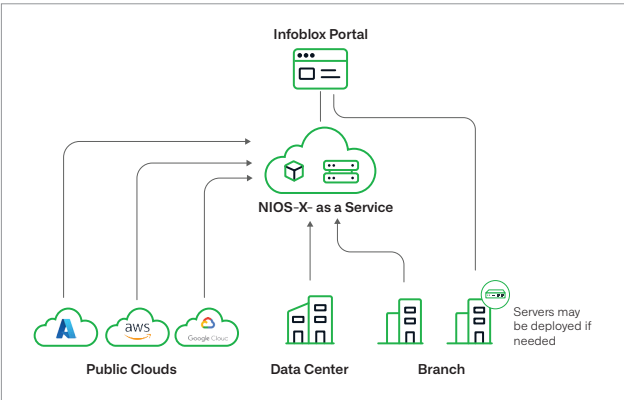 Infoblox Portal
NIOS-X- as a Service
aws
Google Cloud
Servers may
be deployed if
needed
Public Clouds
Data Center
Branch